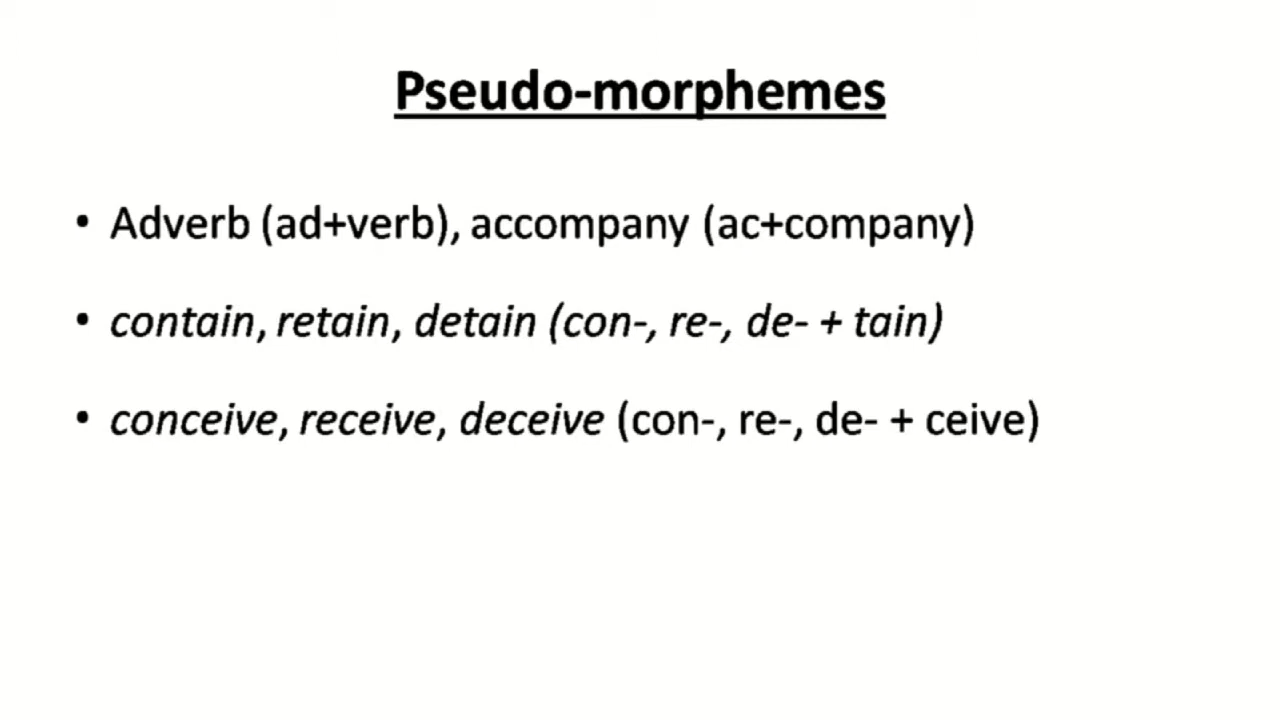 Pseudo-morphemes
• Adverb (ad+verb), accompany (ac+company)
• contain, retain, detain (con-, re-, de- + tain)
• conceive, receive, deceive (con-, re-, de- + ceive)